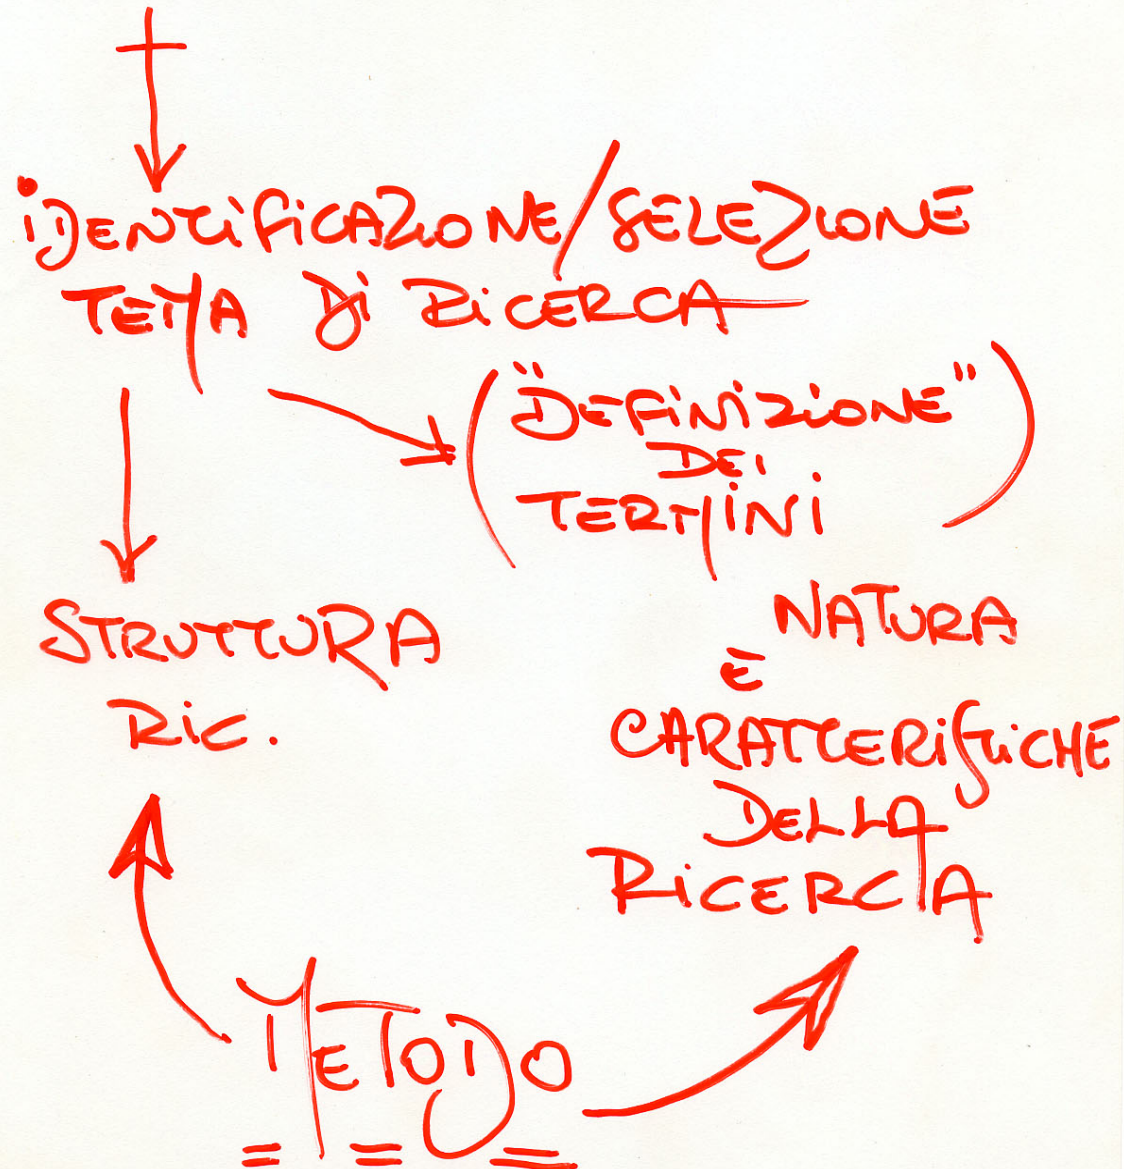 iDENTiFiCAZIONE/SELEZIONE
TEMA Di RiCERCA
("DEFiNiZiONE"
DEI
TERMiNi)
STRUTTURA
RiC.
NATURA
E
CARATTERiSTiCHE
DELLA
RiCERCA
METODO